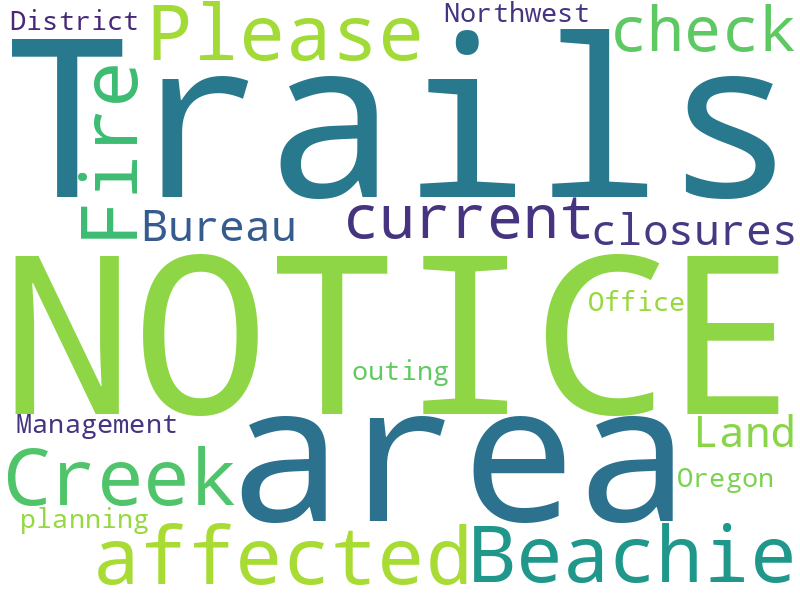 District Please Northwest check
Trails
Fire
Bureau current closures
NOTICE
Office
outing
area
Management Land
Creek Oregon
planning
affected Beachie